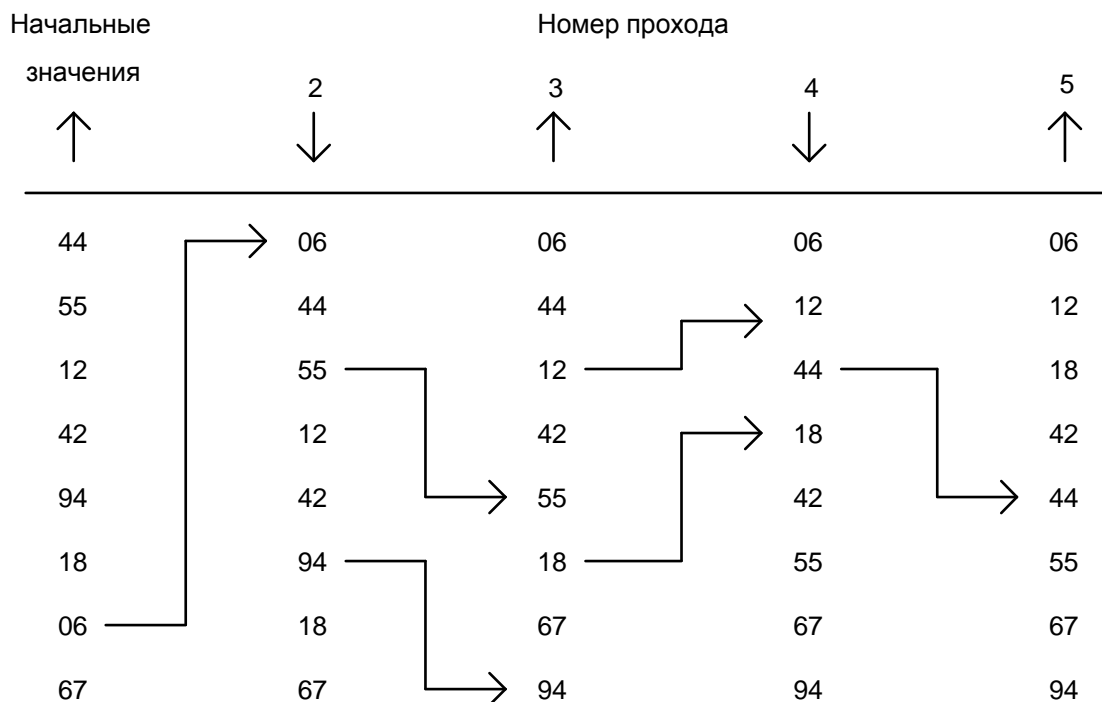 Начальные Номер прохода
значения
2 3 4 5
44 06 06 06 06
55 44 44 12 12
12 55 12 44 18
42 12 42 18 42
94 42 55 42 44
18 94 18 55 55
06 18 67 67 67
67 67 94 94 94